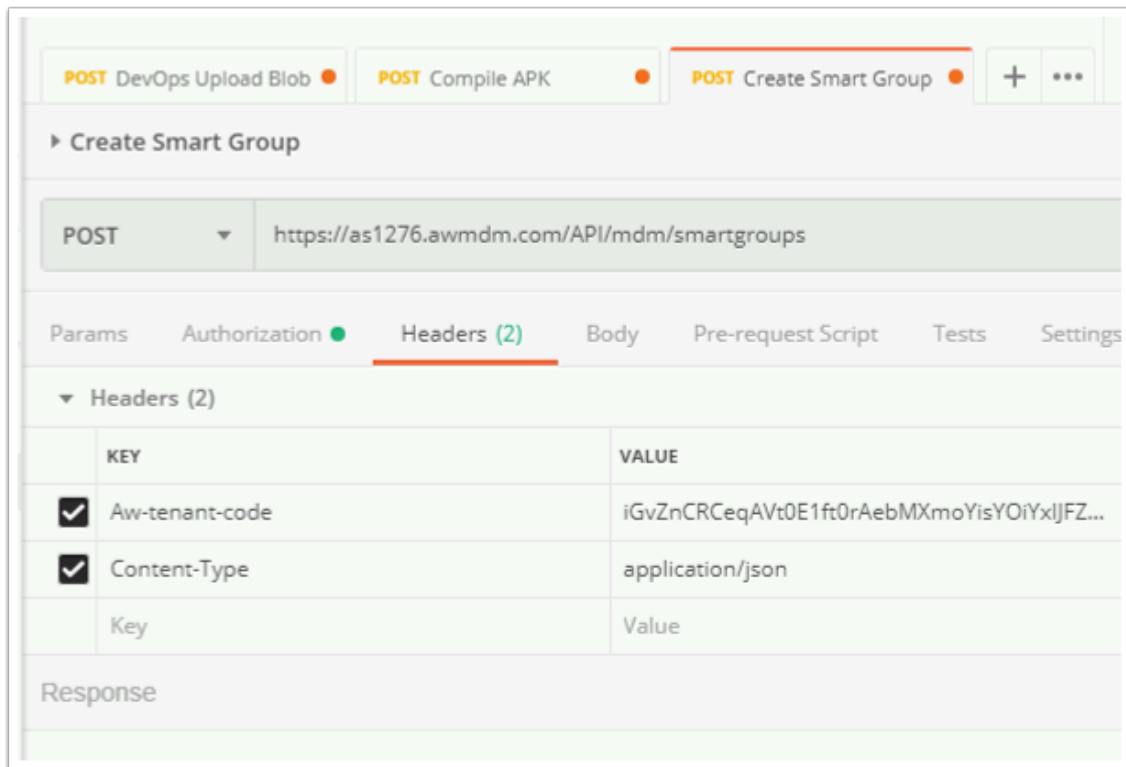 POST DevOps Upload Blob POST Compile APK POST Create Smart Group + •••
Create Smart Group
POST https://as1276.awmdm.com/API/mdm/smartgroups
Params Authorization Headers (2) Body Pre-request Script Tests Settings
Headers (2)
KEY VALUE
Aw-tenant-code iGvZnCRCeqAVt0E1ft0rAebMXmoYisYOiYxlJFZ...
Content-Type application/json
Key Value
Response